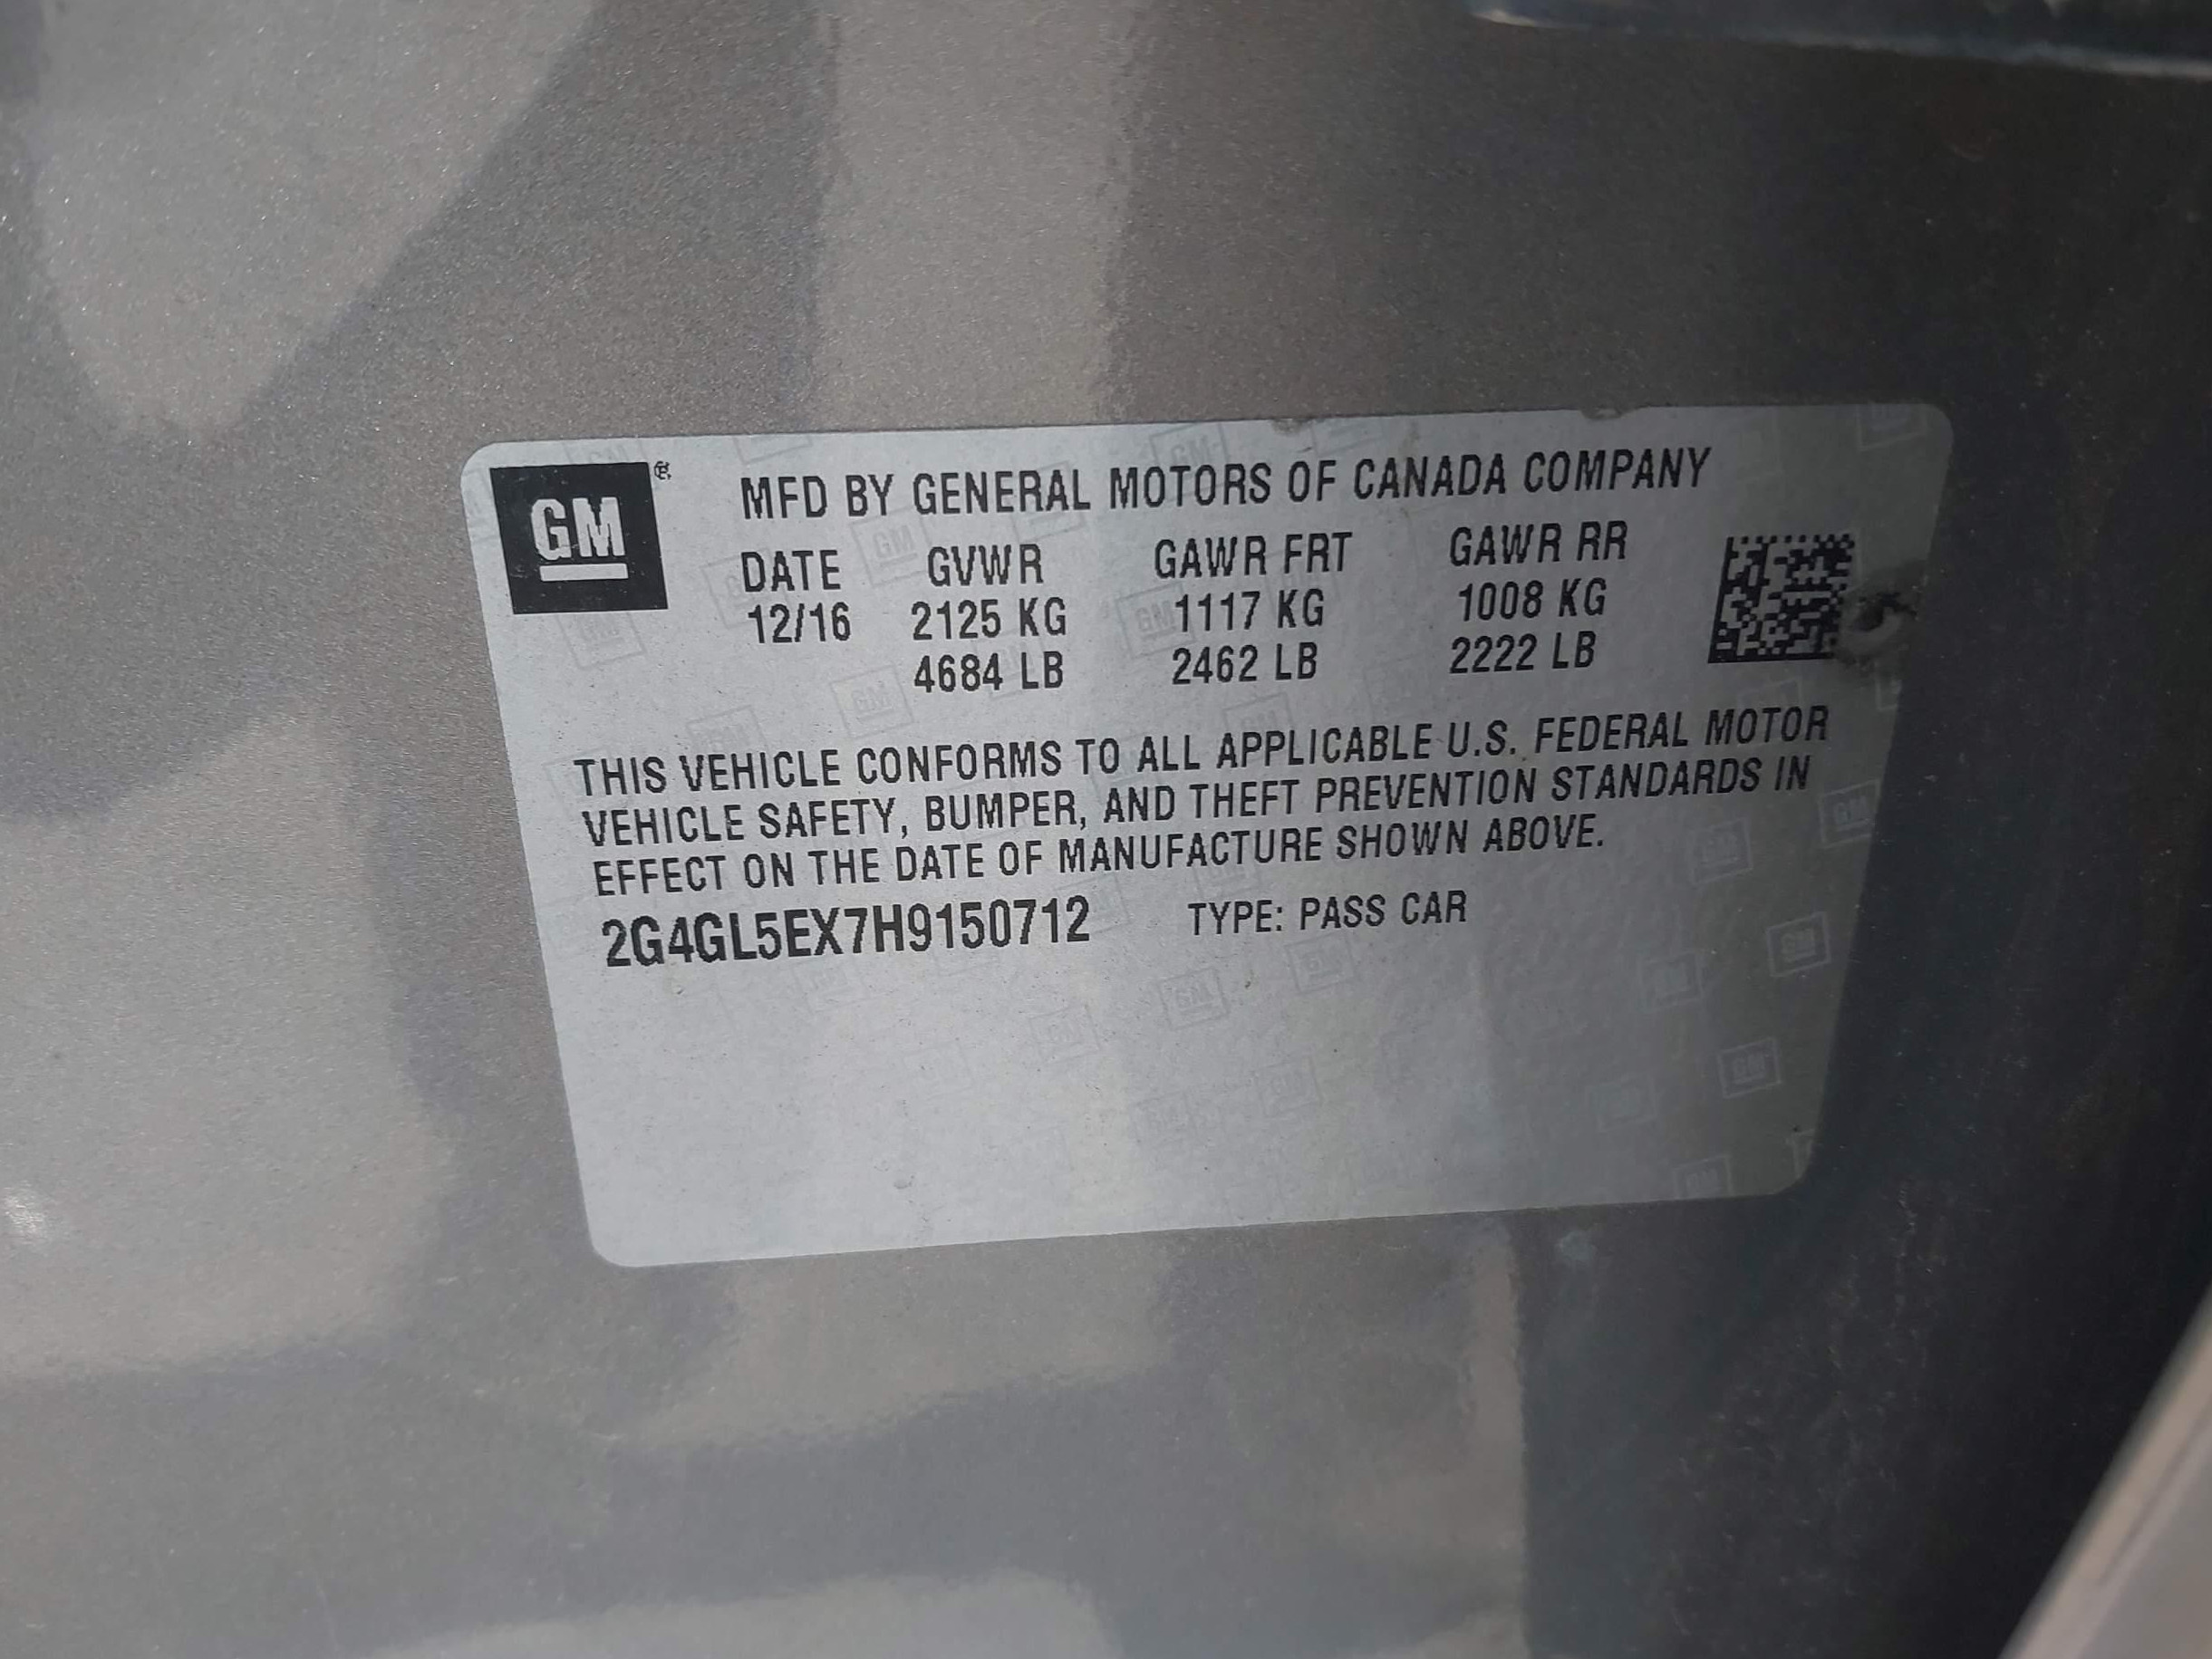 GM ® MFD BY GENERAL MOTORS OF CANADA COMPANY
DATE GVWR GAWR FRT GAWR RR
12/16 2125 KG 1117 KG 1008 KG
4684 LB 2462 LB 2222 LB
THIS VEHICLE CONFORMS TO ALL APPLICABLE U.S. FEDERAL MOTOR
VEHICLE SAFETY, BUMPER, AND THEFT PREVENTION STANDARDS IN
EFFECT ON THE DATE OF MANUFACTURE SHOWN ABOVE.
2G4GL5EX7H9150712 TYPE: PASS CAR